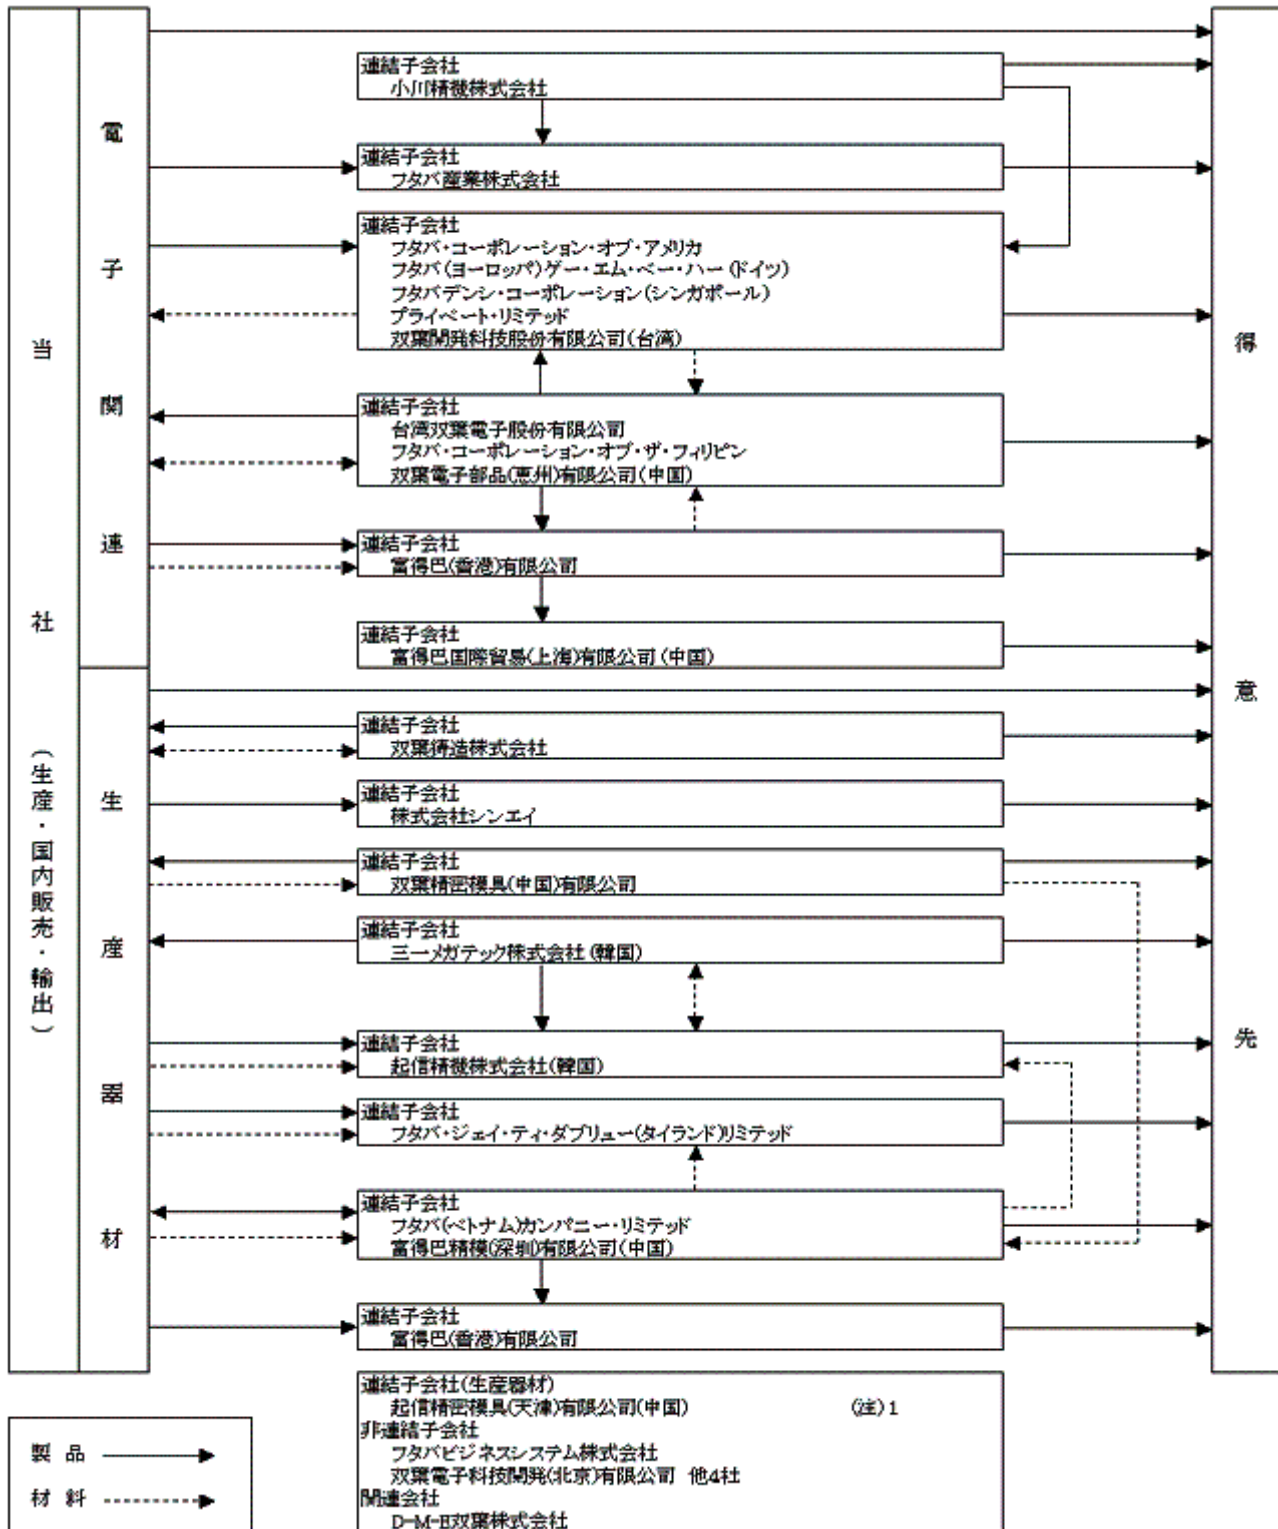 当社
(生産・国内販売・輸出)
電子関連
生産器材
得意先
連結子会社
小川精機株式会社
連結子会社
フタバ産業株式会社
連結子会社
フタバ・コーポレーション・オブ・アメリカ
フタバ(ヨーロッパ)ゲー・エム・ベー・ハー(ドイツ)
フタバデンシ・コーポレーション(シンガポール)
プライベート・リミテッド
双葉開発科技股份有限公司(台湾)
連結子会社
台湾双葉電子股份有限公司
フタバ・コーポレーション・オブ・ザ・フィリピン
双葉電子部品(恵州)有限公司(中国)
連結子会社
富得巴(香港)有限公司
連結子会社
富得巴国際貿易(上海)有限公司(中国)
連結子会社
双葉鋳造株式会社
連結子会社
株式会社シンエイ
連結子会社
双葉精密模具(中国)有限公司
連結子会社
三一メガテック株式会社(韓国)
連結子会社
起信精機株式会社(韓国)
連結子会社
フタバ・ジェイ・ティ・ダブリュー(タイランド)リミテッド
連結子会社
フタバ(ベトナム)カンパニー・リミテッド
富得巴精模(深圳)有限公司(中国)
連結子会社
富得巴(香港)有限公司
連結子会社(生産器材)
起信精密模具(天津)有限公司(中国) (注)1
非連結子会社
フタバビジネスシステム株式会社
双葉電子科技開発(北京)有限公司 他4社
関連会社
D-M-E双葉株式会社
製品
材料